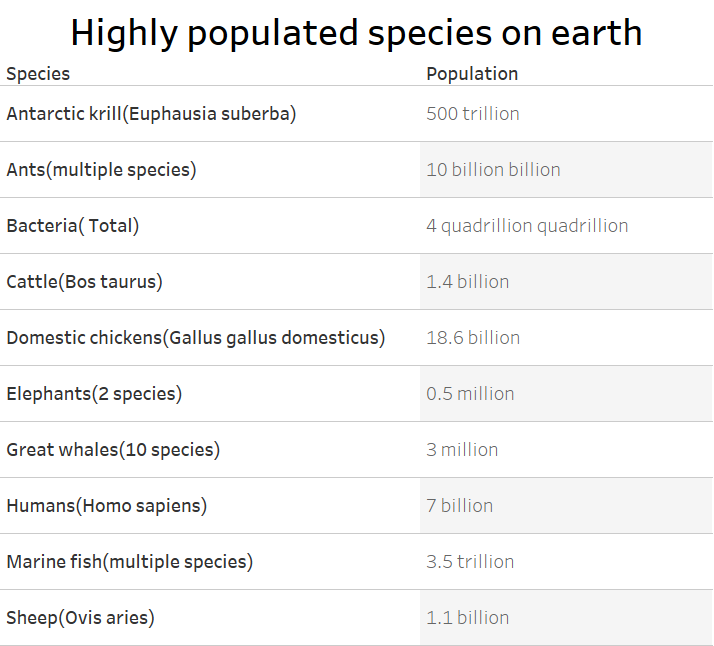 Highly populated species on earth
Species Population
Antarctic krill(Euphausia suberba) 500 trillion
Ants(multiple species) 10 billion billion
Bacteria( Total) 4 quadrillion quadrillion
Cattle(Bos taurus) 1.4 billion
Domestic chickens(Gallus gallus domesticus) 18.6 billion
Elephants(2 species) 0.5 million
Great whales(10 species) 3 million
Humans(Homo sapiens) 7 billion
Marine fish(multiple species) 3.5 trillion
Sheep(Ovis aries) 1.1 billion